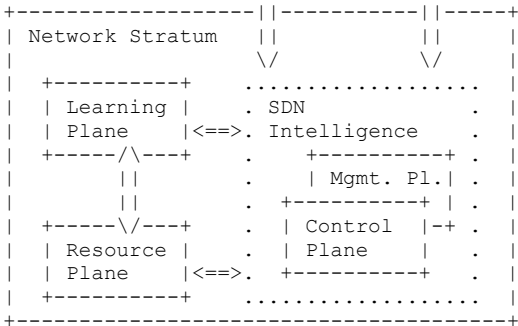 +--------------------||-----------||-----+
| Network Stratum    ||           ||     |
|                    \/           \/     |
|  +----------+    ...................   |
|  | Learning |    . SDN            .   |
|  | Plane    |<==>. Intelligence    .   |
|  +-----/\---+    .    +----------+ .   |
|       ||         .    | Mgmt. Pl.| .   |
|       ||         .  +----------+ | .   |
|  +-----\/---+    .  | Control  |-+ .   |
|  | Resource |    .  | Plane    |   .   |
|  | Plane    |<==>.  +----------+   .   |
|  +----------+    ...................   |
+----------------------------------------+